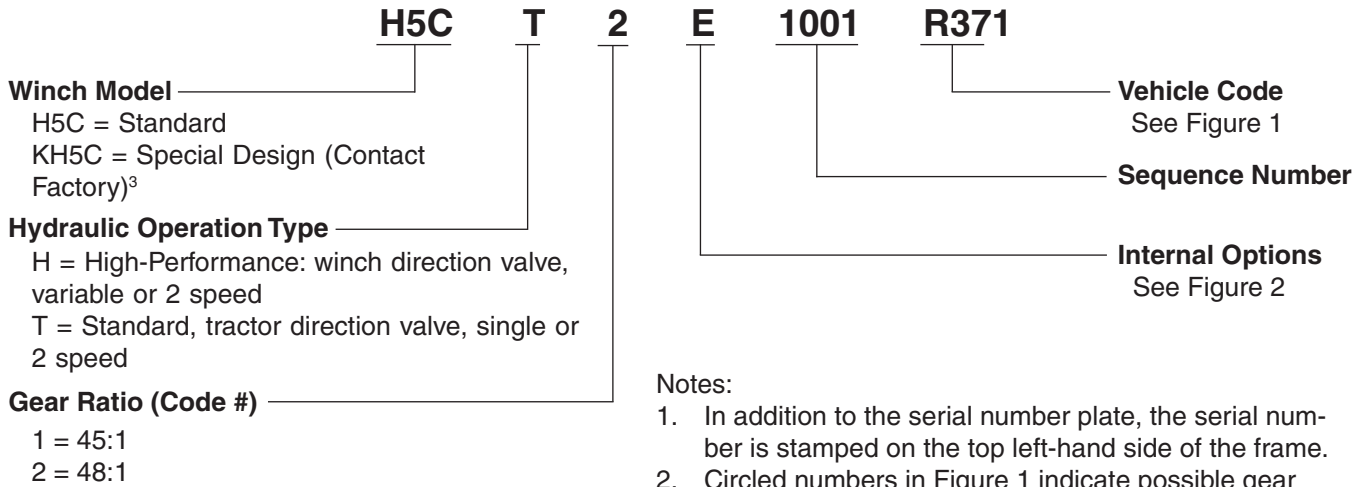 H5C T 2 E 1001 R371
Winch Model
H5C = Standard
KH5C = Special Design (Contact
Factory)3
Hydraulic Operation Type
H = High-Performance: winch direction valve,
variable or 2 speed
T = Standard, tractor direction valve, single or
2 speed
Gear Ratio (Code #)
1 = 45:1
2 = 48:1
Vehicle Code
See Figure 1
Sequence Number
Internal Options
See Figure 2
Notes:
1. In addition to the serial number plate, the serial num-
ber is stamped on the top left-hand side of the frame.
2. Circled numbers in Figure 1 indicate possible gear